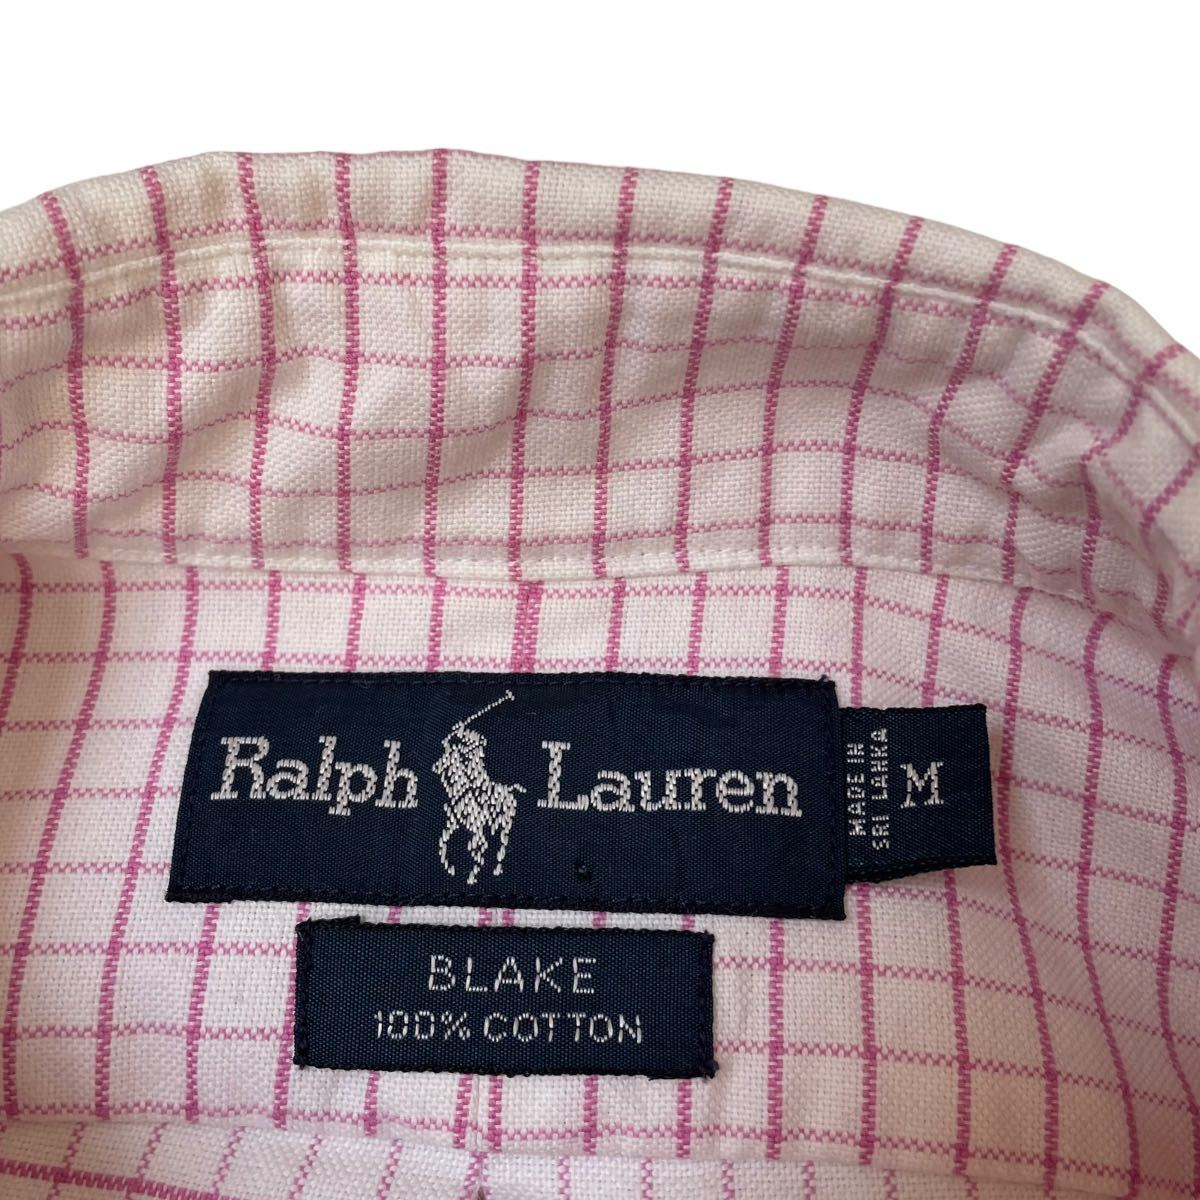 Ralph Lauren
MADE IN
SRI LANKA
M
BLAKE
100% COTTON